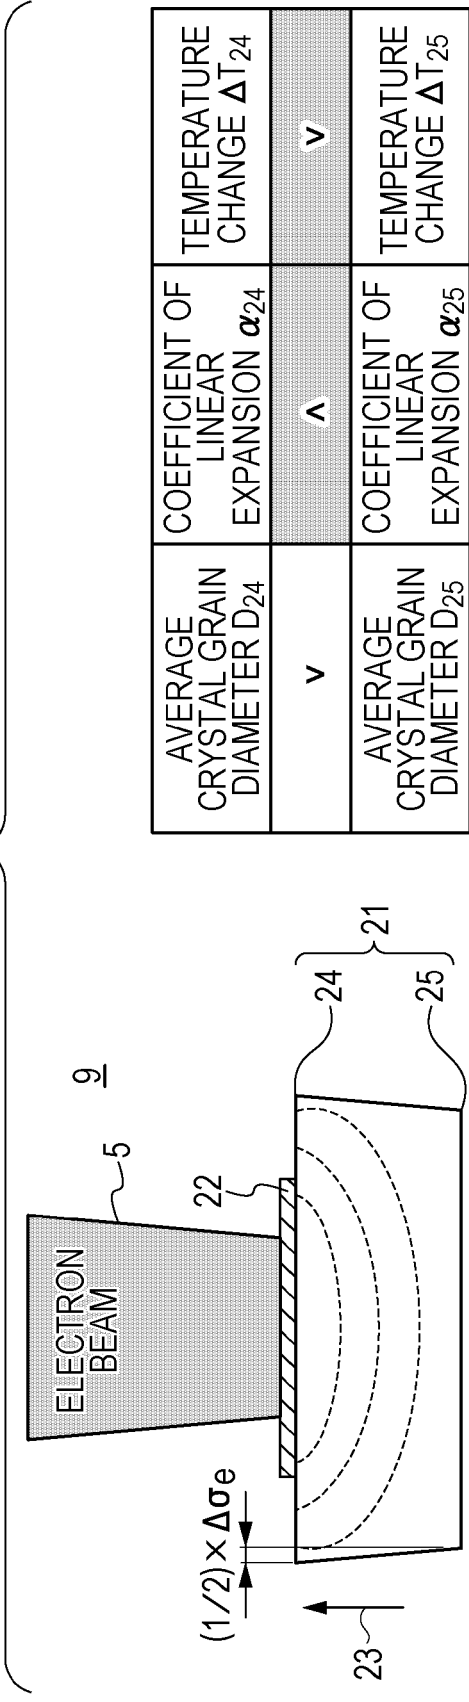 9
ELECTRON
BEAM
5
(1/2)×Δσe
22
23
24
21
25
AVERAGE
CRYSTAL GRAIN
DIAMETER D24
COEFFICIENT OF
LINEAR
EXPANSION α24
TEMPERATURE
CHANGE ΔT24
∨
∧
∨
AVERAGE
CRYSTAL GRAIN
DIAMETER D25
COEFFICIENT OF
LINEAR
EXPANSION α25
TEMPERATURE
CHANGE ΔT25